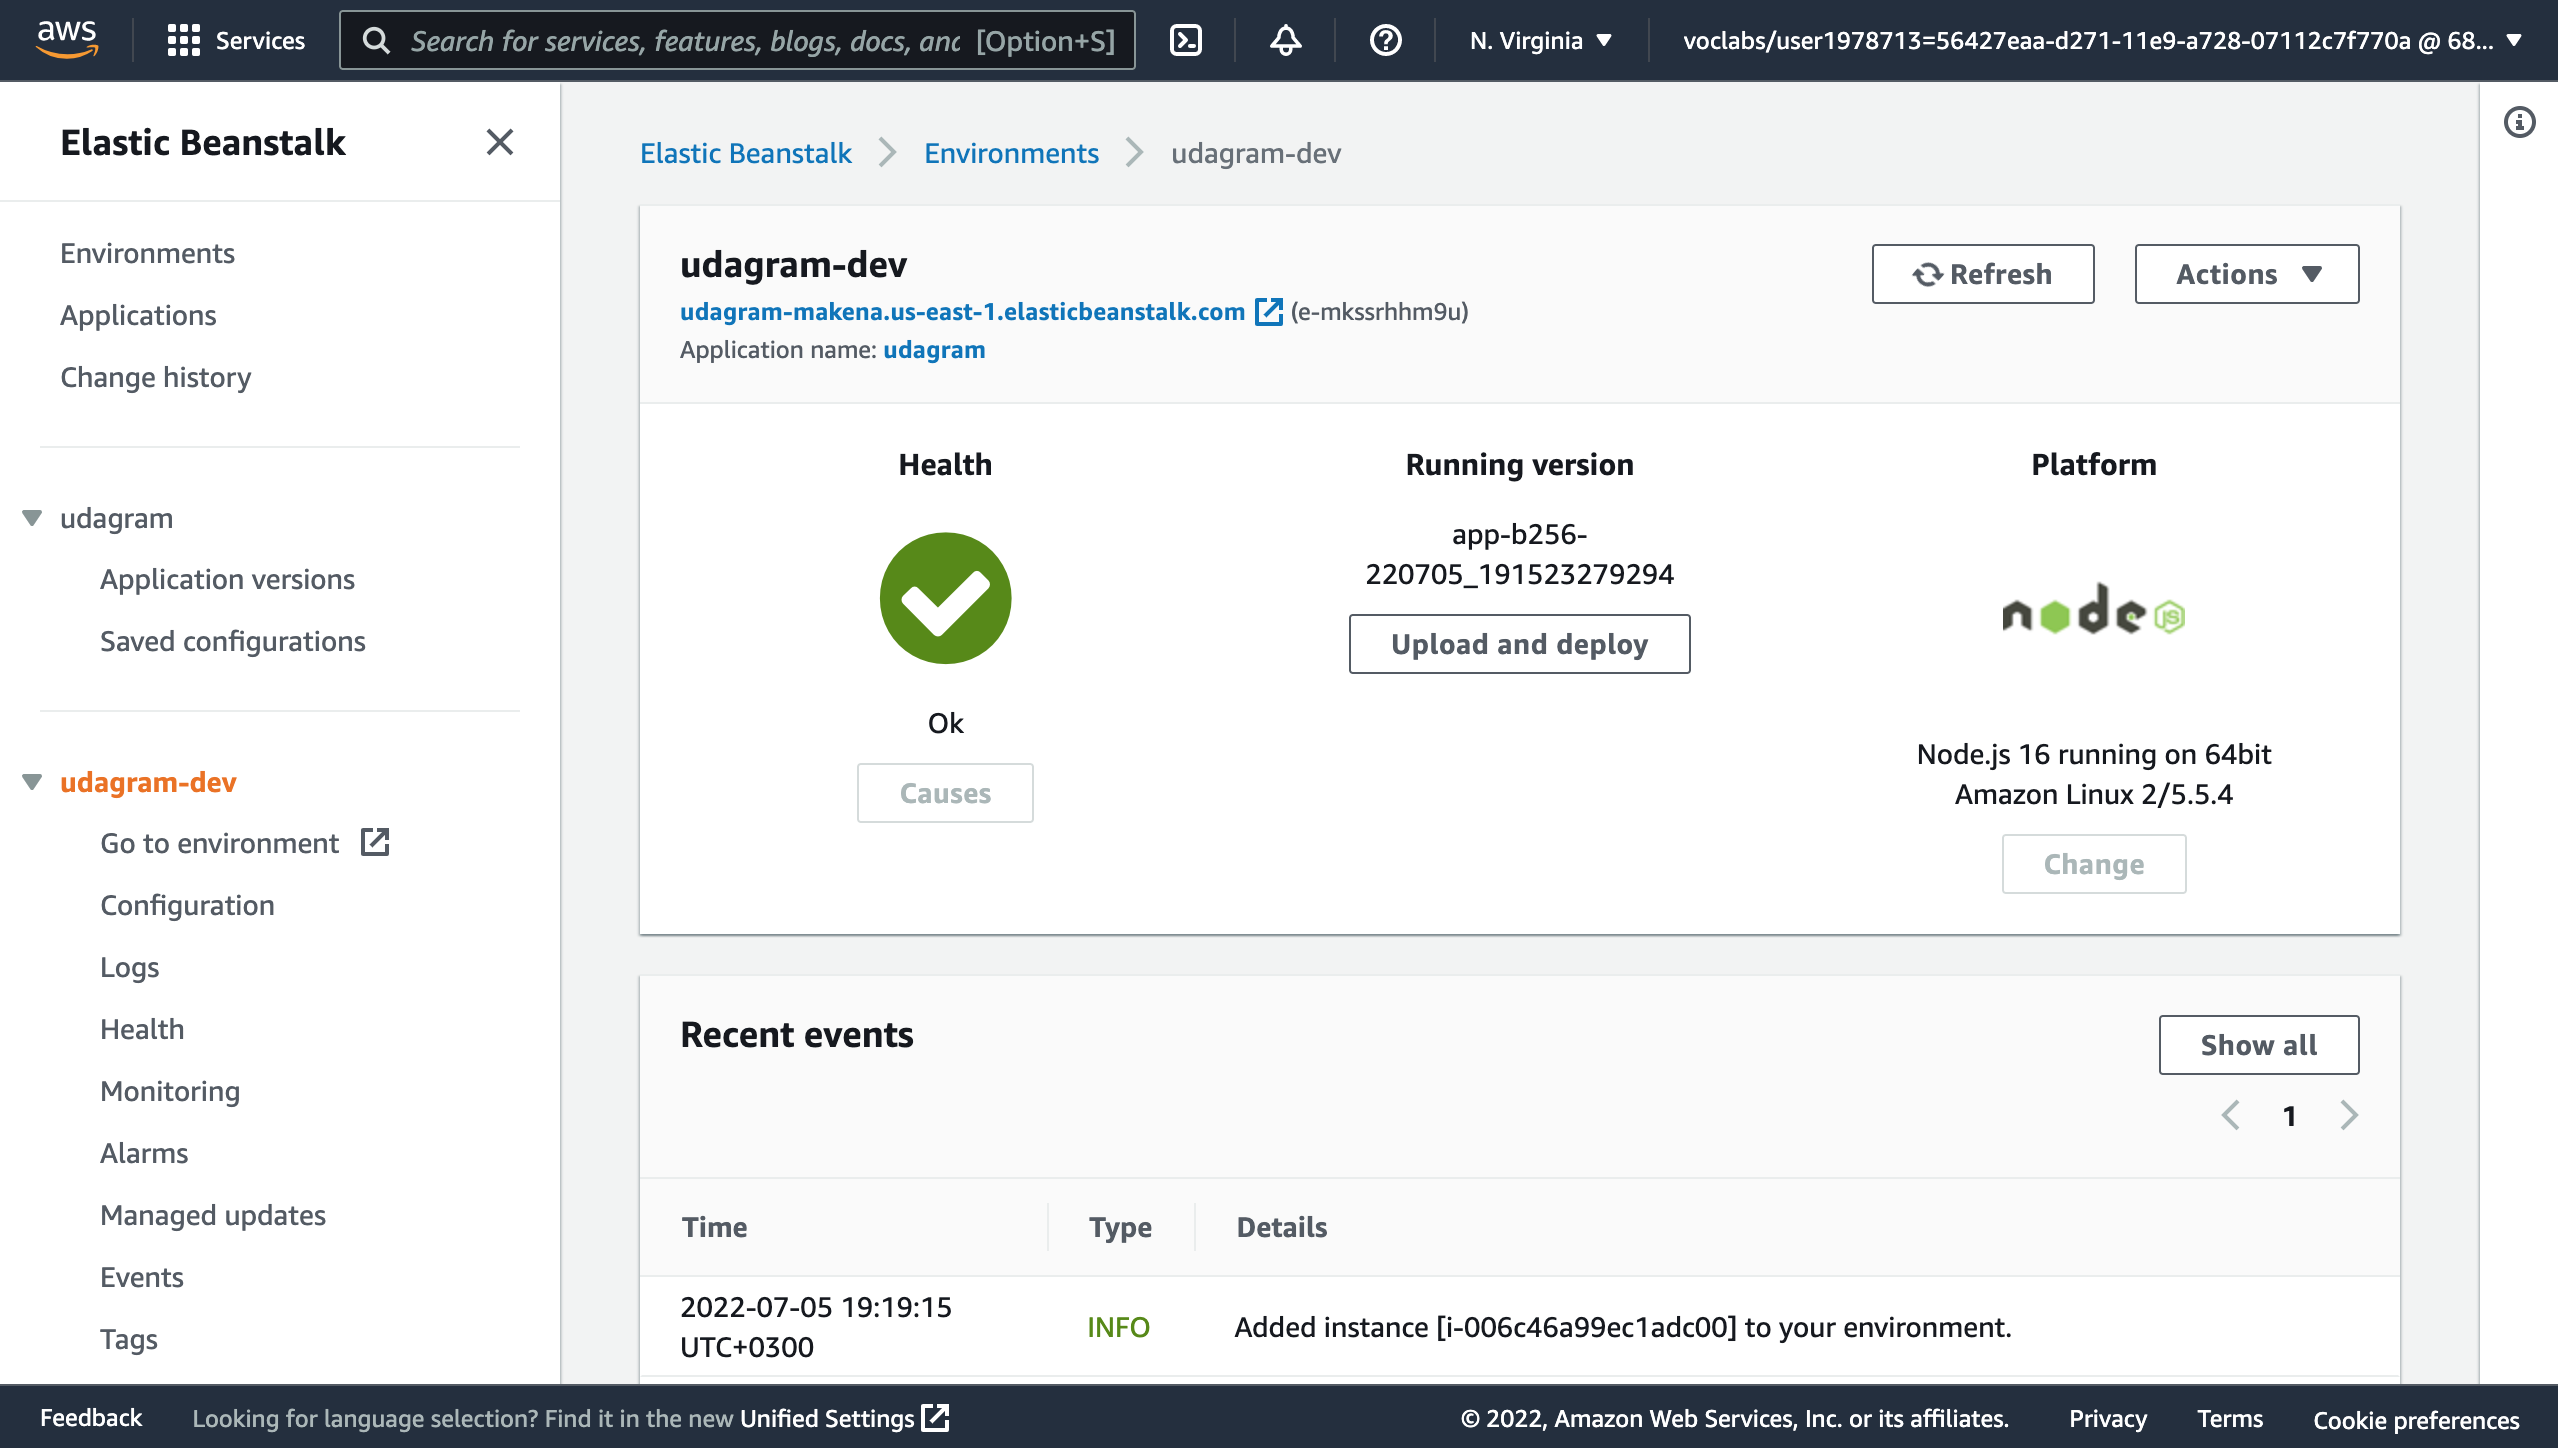 aws
Services
Search for services, features, blogs, docs, and [Option+S]
N. Virginia
voclabs/user1978713=56427eaa-d271-11e9-a728-07112c7f770a @ 68...
Elastic Beanstalk
Environments
Applications
Change history
udagram
Application versions
Saved configurations
udagram-dev
Go to environment
Configuration
Logs
Health
Monitoring
Alarms
Managed updates
Events
Tags
Elastic Beanstalk > Environments > udagram-dev
udagram-dev
udagram-makena.us-east-1.elasticbeanstalk.com (e-mkssrhhm9u)
Application name: udagram
Refresh
Actions
Health
Ok
Causes
Running version
app-b256-
220705_191523279294
Upload and deploy
Platform
node JS
Node.js 16 running on 64bit
Amazon Linux 2/5.5.4
Change
Recent events
Show all
1
Time Type Details
2022-07-05 19:19:15
UTC+0300
INFO
Added instance [i-006c46a99ec1adc00] to your environment.
Feedback
Looking for language selection? Find it in the new Unified Settings
© 2022, Amazon Web Services, Inc. or its affiliates.
Privacy
Terms
Cookie preferences